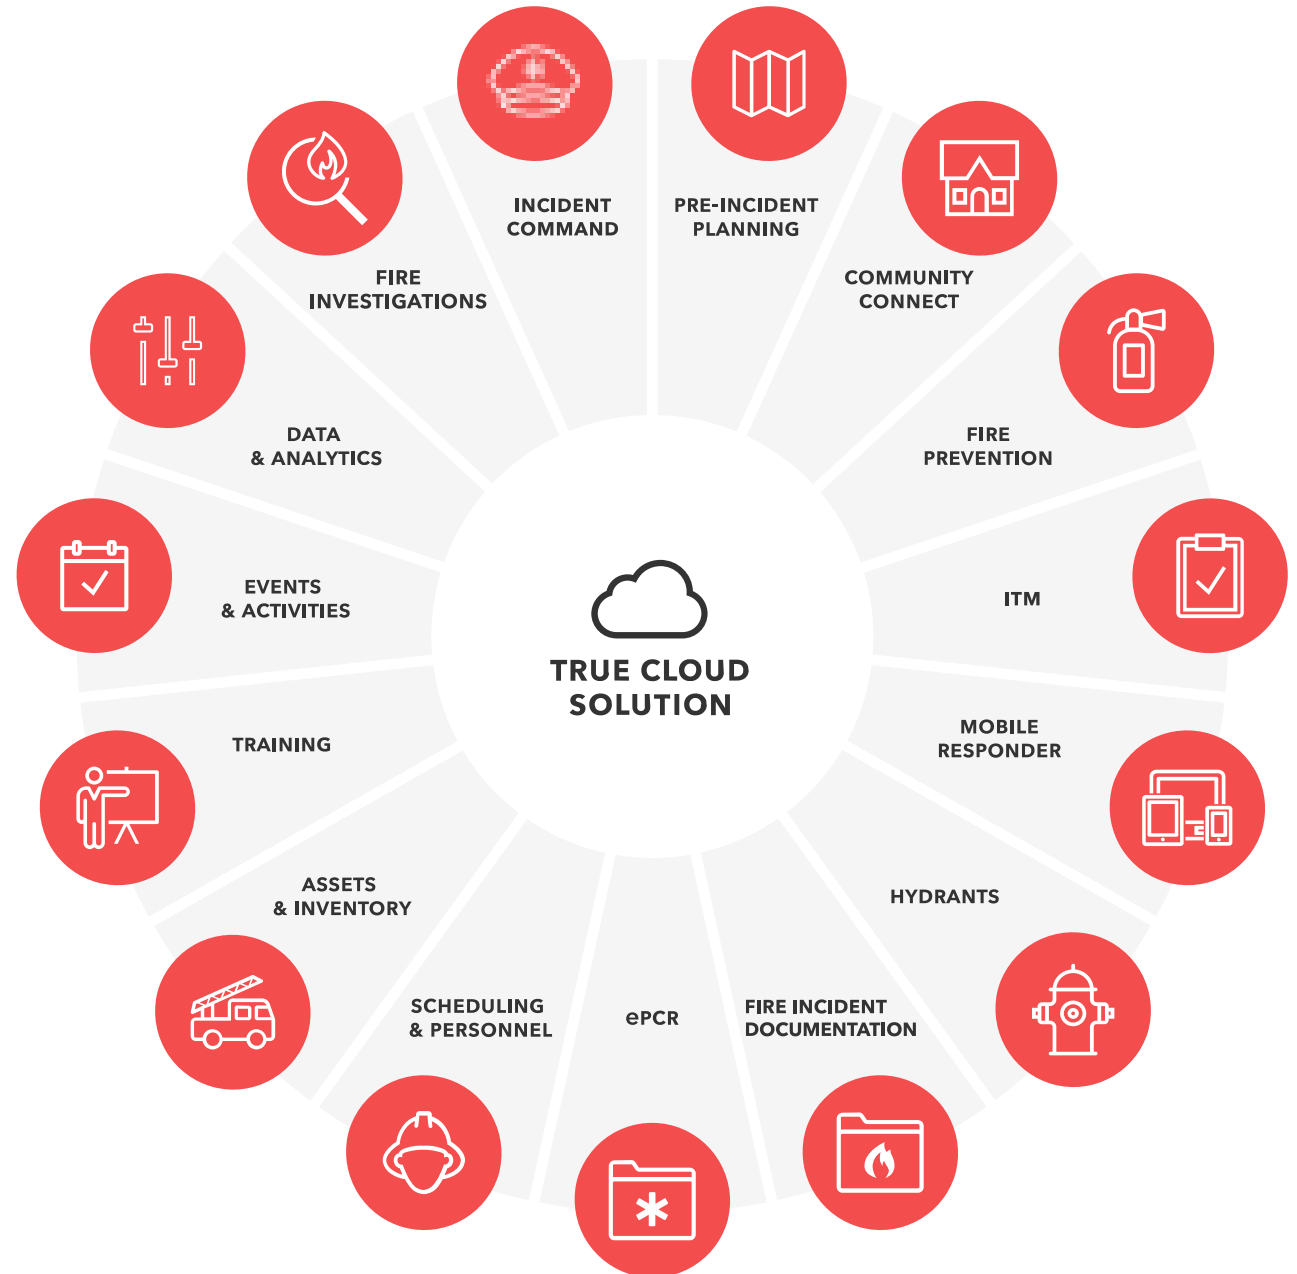 INCIDENT
COMMAND
PRE-INCIDENT
PLANNING
COMMUNITY
CONNECT
FIRE
PREVENTION
ITM
MOBILE
RESPONDER
HYDRANTS
FIRE INCIDENT
DOCUMENTATION
ePCR
SCHEDULING
& PERSONNEL
ASSETS
& INVENTORY
TRAINING
EVENTS
& ACTIVITIES
DATA
& ANALYTICS
FIRE
INVESTIGATIONS
TRUE CLOUD
SOLUTION